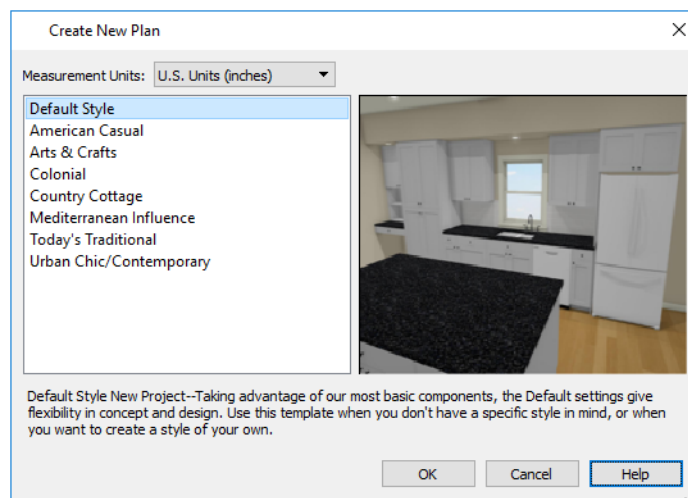 Create New Plan
Measurement Units: U.S. Units (inches)
Default Style
American Casual
Arts & Crafts
Colonial
Country Cottage
Mediterranean Influence
Today's Traditional
Urban Chic/Contemporary
Default Style New Project--Taking advantage of our most basic components, the Default settings give
flexibility in concept and design. Use this template when you don't have a specific style in mind, or when
you want to create a style of your own.
OK Cancel Help